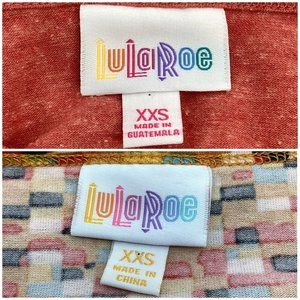 LuLaRoe
XXS
MADE IN
GUATEMALA
LuLaRoe
XXS
MADE IN
CHINA